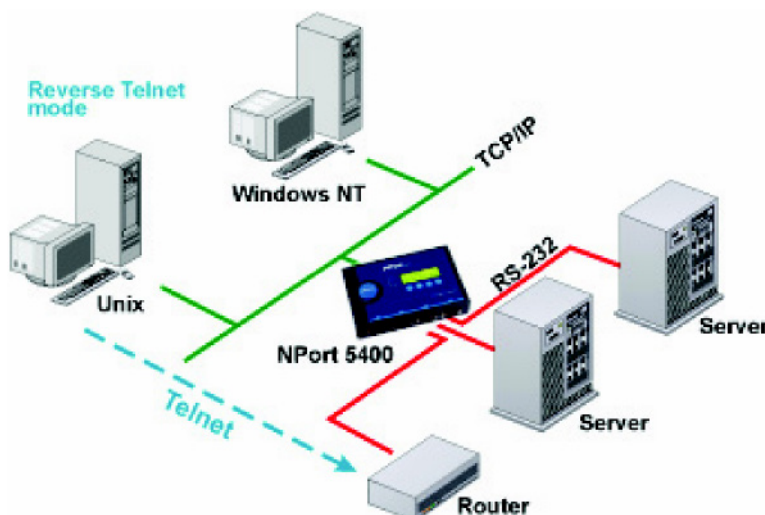 Reverse Telnet
mode
Windows NT
TCP/IP
Unix
RS-232
NPort 5400
Server
Server
Telnet
Router